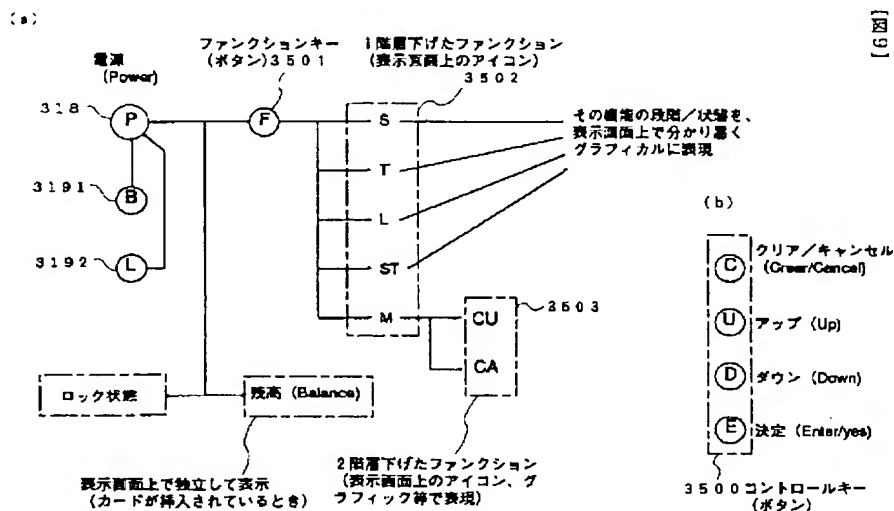 (a)
【図6】
電源
(Power)
ファンクションキー
(ボタン) 3501
1階層下げたファンクション
(表示画面上のアイコン)
3502
318
P
F
S
その機能の段階/状態を、
表示画面上で分かり易く
グラフィカルに表現
3191
B
T
3192
L
L
ST
M
CU
CA
3503
(b)
C
クリア/キャンセル
(Creer/Cancel)
U
アップ (Up)
D
ダウン (Down)
E
決定 (Enter/yes)
3500コントロールキー
(ボタン)
ロック状態
残高 (Balance)
表示画面上で独立して表示
(カードが挿入されているとき)
2階層下げたファンクション
(表示画面上のアイコン、グ
ラフィック等で表現)